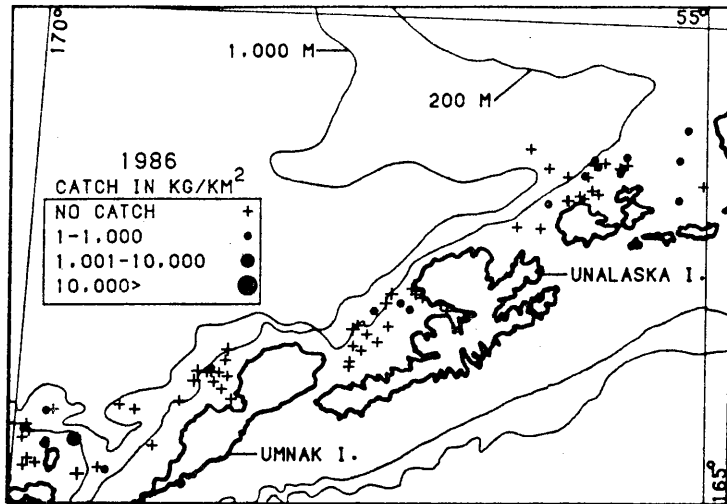 170°
55°
1.000 M
200 M
1986
CATCH IN KG/KM²
NO CATCH +
1-1.000
1.001-10.000
10.000>
UNALASKA I.
UMNAK I.
165°